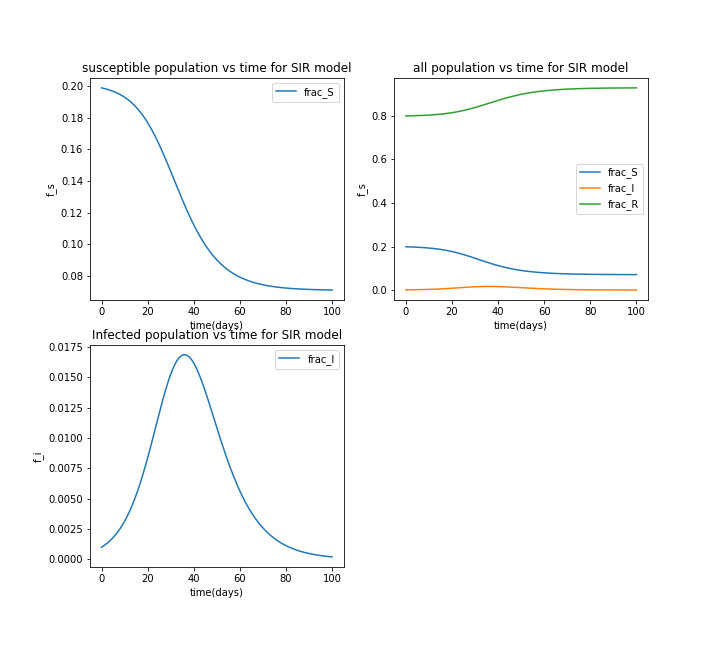 susceptible population vs time for SIR model
0.20
0.18
0.16
0.14
0.12
0.10
0.08
f_s
frac_S
0 20 40 60 80 100
time(days)
all population vs time for SIR model
0.8
0.6
0.4
0.2
0.0
f_s
frac_S
frac_I
frac_R
0 20 40 60 80 100
time(days)
Infected population vs time for SIR model
0.0175
0.0150
0.0125
0.0100
0.0075
0.0050
0.0025
0.0000
f_i
frac_I
0 20 40 60 80 100
time(days)